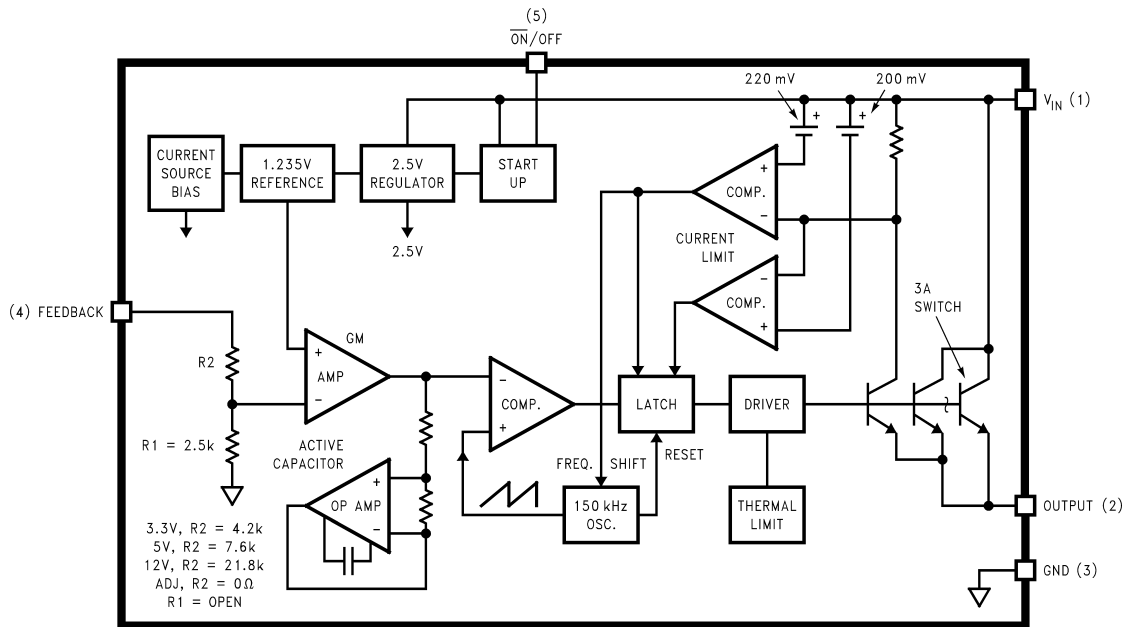 (5)
ON/OFF
220 mV
200 mV
VIN (1)
CURRENT
SOURCE
BIAS
1.235V
REFERENCE
2.5V
REGULATOR
START
UP
+
+
+
COMP.
−
2.5V
CURRENT
LIMIT
−
COMP.
+
3A
SWITCH
(4) FEEDBACK
R2
GM
+
AMP
−
R1 = 2.5k
−
COMP.
+
LATCH
DRIVER
ACTIVE
CAPACITOR
FREQ. SHIFT
RESET
+
OP AMP
−
150 kHz
OSC.
THERMAL
LIMIT
OUTPUT (2)
3.3V, R2 = 4.2k
5V, R2 = 7.6k
12V, R2 = 21.8k
ADJ, R2 = 0Ω
R1 = OPEN
GND (3)